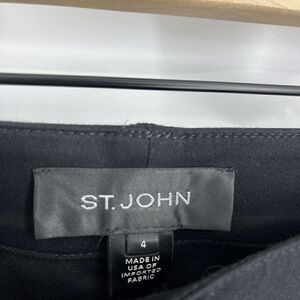 ST. JOHN
4
MADE IN
USA OF
IMPORTED
FABRIC